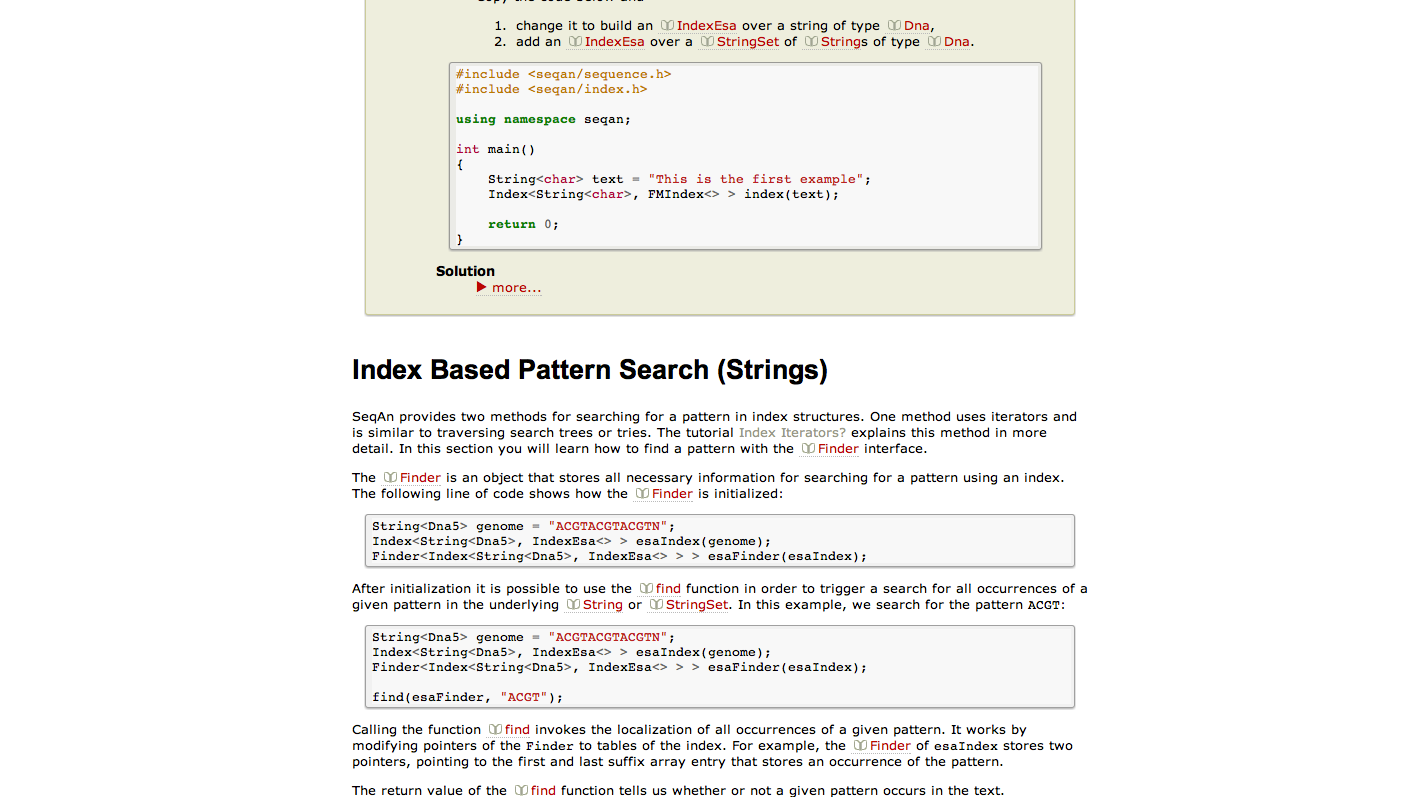 1. change it to build an IndexEsa over a string of type Dna,
2. add an IndexEsa over a StringSet of Strings of type Dna.
#include <seqan/sequence.h>
#include <seqan/index.h>
using namespace seqan;
int main()
{
    String<char> text = "This is the first example";
    Index<String<char>, FMIndex<> > index(text);
    return 0;
}
Solution
more...
Index Based Pattern Search (Strings)
SeqAn provides two methods for searching for a pattern in index structures. One method uses iterators and
is similar to traversing search trees or tries. The tutorial Index Iterators? explains this method in more
detail. In this section you will learn how to find a pattern with the Finder interface.
The Finder is an object that stores all necessary information for searching for a pattern using an index.
The following line of code shows how the Finder is initialized:
String<Dna5> genome = "ACGTACGTACGTN";
Index<String<Dna5>, IndexEsa<> > esaIndex(genome);
Finder<Index<String<Dna5>, IndexEsa<> > > esaFinder(esaIndex);
After initialization it is possible to use the find function in order to trigger a search for all occurrences of a
given pattern in the underlying String or StringSet. In this example, we search for the pattern ACGT:
String<Dna5> genome = "ACGTACGTACGTN";
Index<String<Dna5>, IndexEsa<> > esaIndex(genome);
Finder<Index<String<Dna5>, IndexEsa<> > > esaFinder(esaIndex);
find(esaFinder, "ACGT");
Calling the function find invokes the localization of all occurrences of a given pattern. It works by
modifying pointers of the Finder to tables of the index. For example, the Finder of esaIndex stores two
pointers, pointing to the first and last suffix array entry that stores an occurrence of the pattern.
The return value of the find function tells us whether or not a given pattern occurs in the text.